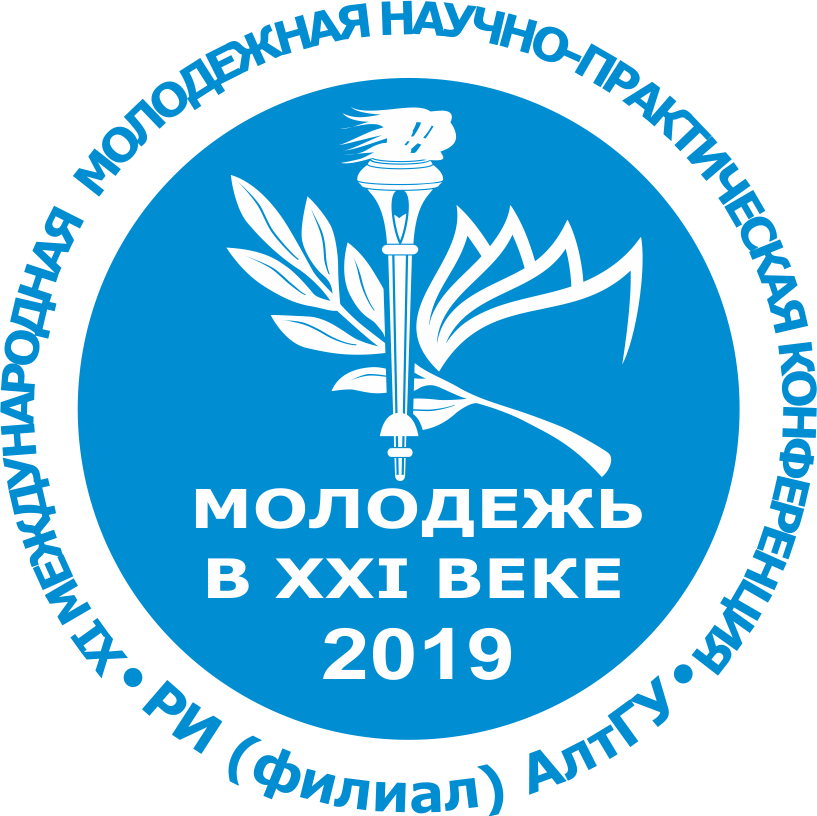 XI МЕЖДУНАРОДНАЯ МОЛОДЕЖНАЯ НАУЧНО-ПРАКТИЧЕСКАЯ КОНФЕРЕНЦИЯ
• РИ (филиал) АлтГУ •
МОЛОДЕЖЬ
В XXI ВЕКЕ
2019